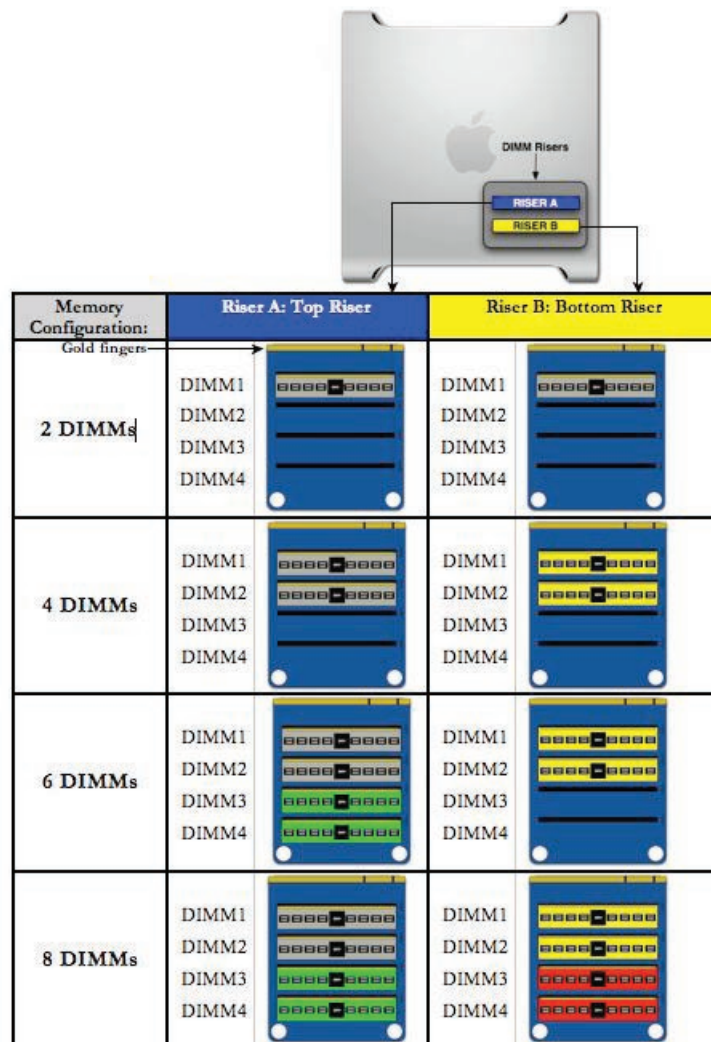 DIMM Risers
RISER A
RISER B
Memory Configuration:
Riser A: Top Riser
Riser B: Bottom Riser
Gold fingers
2 DIMMs
DIMM1
DIMM2
DIMM3
DIMM4
DIMM1
DIMM2
DIMM3
DIMM4
4 DIMMs
DIMM1
DIMM2
DIMM3
DIMM4
DIMM1
DIMM2
DIMM3
DIMM4
6 DIMMs
DIMM1
DIMM2
DIMM3
DIMM4
DIMM1
DIMM2
DIMM3
DIMM4
8 DIMMs
DIMM1
DIMM2
DIMM3
DIMM4
DIMM1
DIMM2
DIMM3
DIMM4